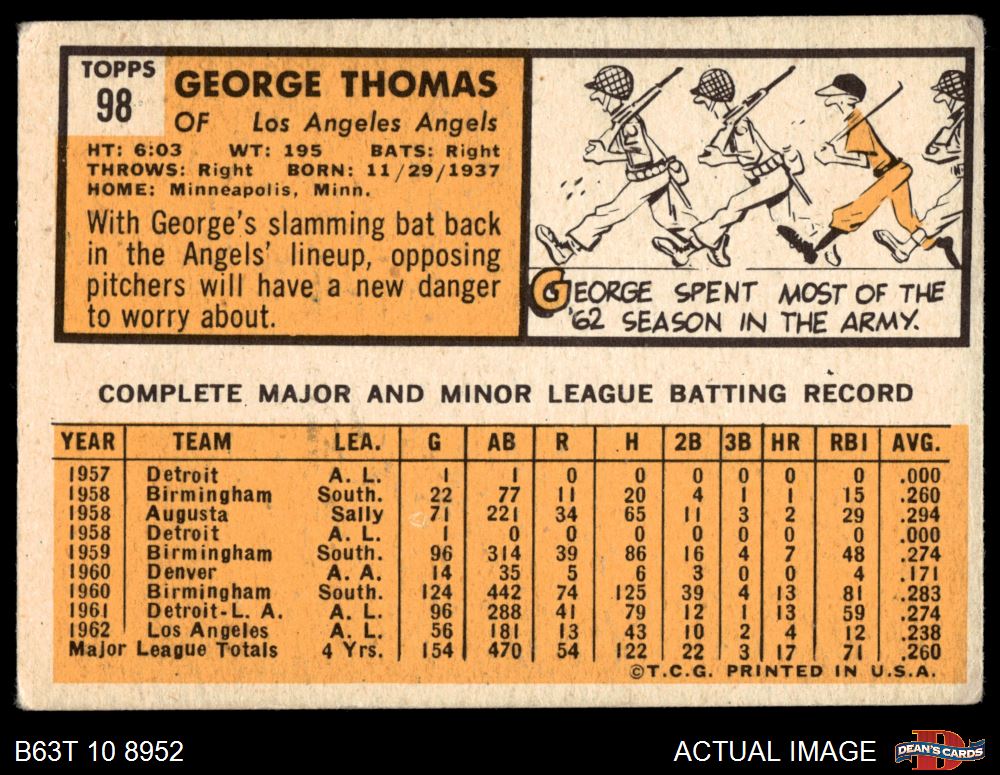 TOPPS
98
GEORGE THOMAS
OF Los Angeles Angels
HT: 6:03 WT: 195 BATS: Right
THROWS: Right BORN: 11/29/1937
HOME: Minneapolis, Minn.
With George's slamming bat back
in the Angels' lineup, opposing
pitchers will have a new danger
to worry about.
GEORGE SPENT MOST OF THE
'62 SEASON IN THE ARMY.
COMPLETE MAJOR AND MINOR LEAGUE BATTING RECORD
YEAR TEAM LEA. G AB R H 2B 3B HR RBI AVG.
1957 Detroit A. L. 1 1 0 0 0 0 0 0 .000
1958 Birmingham South. 22 77 11 20 4 1 1 15 .260
1958 Augusta Sally 71 221 34 65 11 3 2 29 .294
1958 Detroit A. L. 1 0 0 0 0 0 0 0 .000
1959 Birmingham South. 96 314 39 86 16 4 7 48 .274
1960 Denver A. A. 14 35 5 6 3 0 0 4 .171
1960 Birmingham South. 124 442 74 125 39 4 13 81 .283
1961 Detroit-L. A. A. L. 96 288 41 79 12 1 13 59 .274
1962 Los Angeles A. L. 56 181 13 43 10 2 4 12 .238
Major League Totals 4 Yrs. 154 470 54 122 22 3 17 71 .260
©T.C.G. PRINTED IN U.S.A.
B63T 10 8952
ACTUAL IMAGE
DEAN'S CARDS